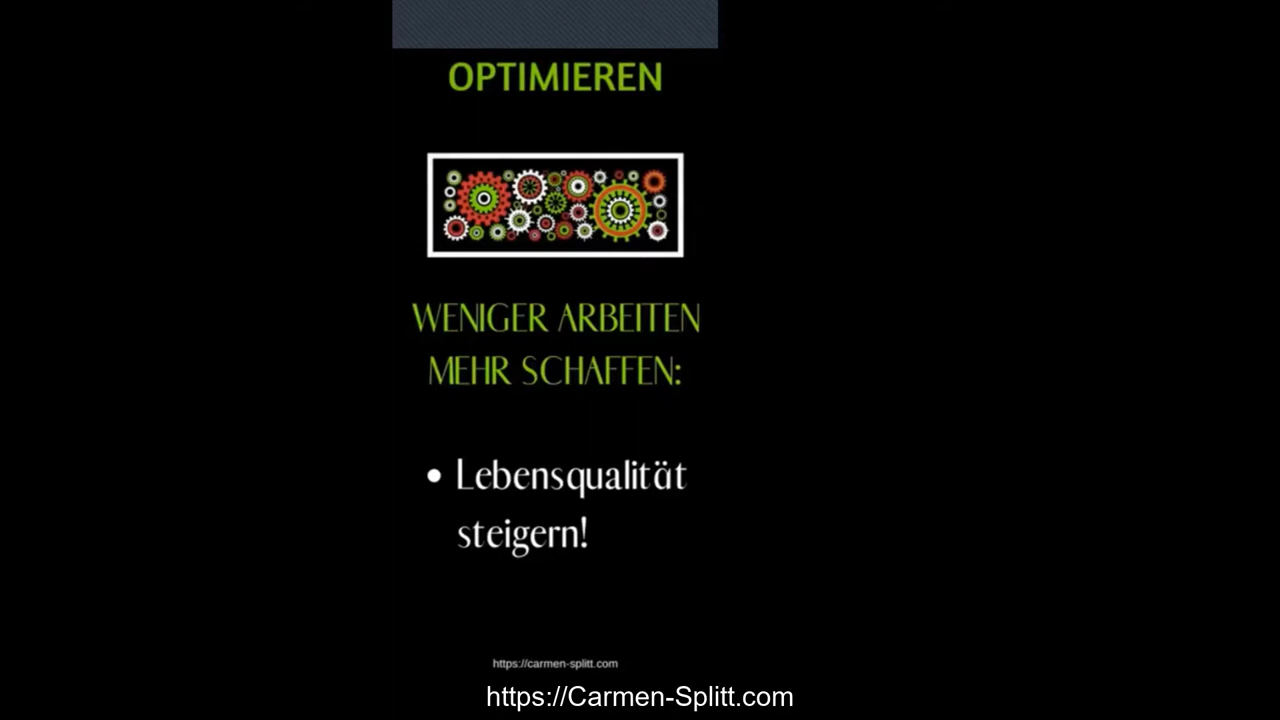 OPTIMIEREN
WENIGER ARBEITEN
MEHR SCHAFFEN:
• Lebensqualität
steigern!
https://carmen-splitt.com
https://Carmen-Splitt.com